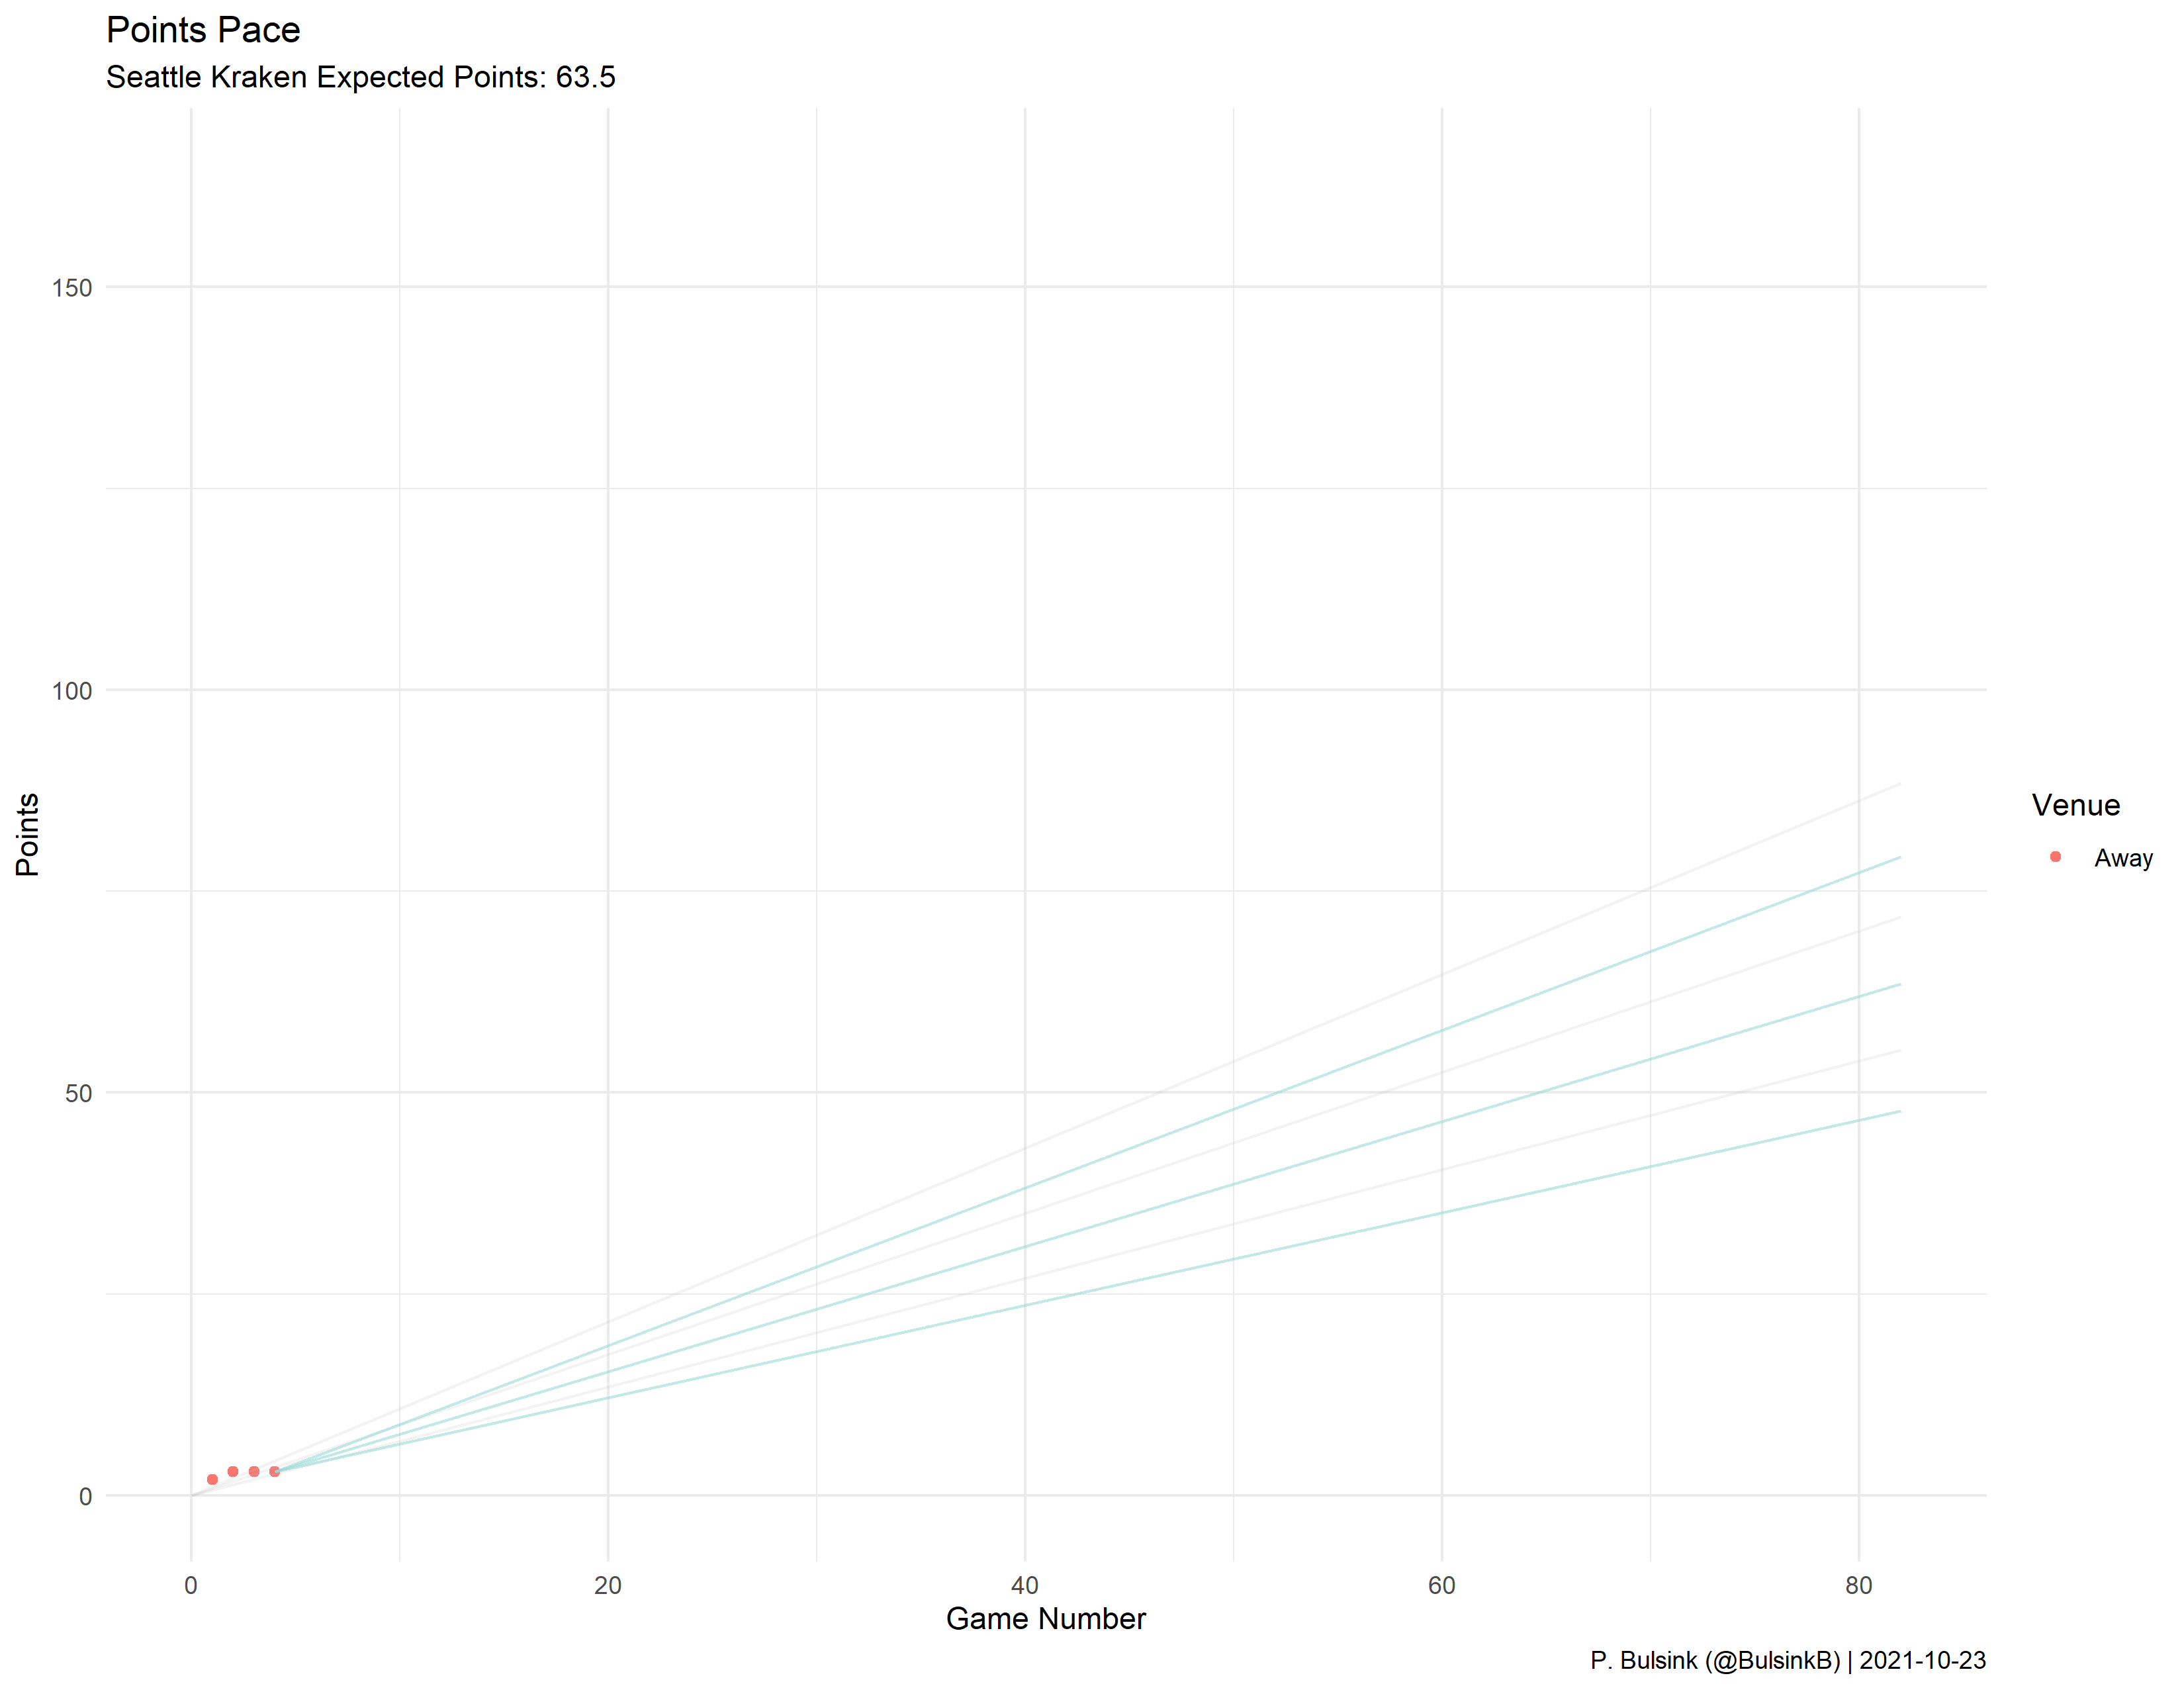 Points Pace
Seattle Kraken Expected Points: 63.5
150
100
50
0
Points
0 20 40 60 80
Game Number
Venue
Away
P. Bulsink (@BulsinkB) | 2021-10-23